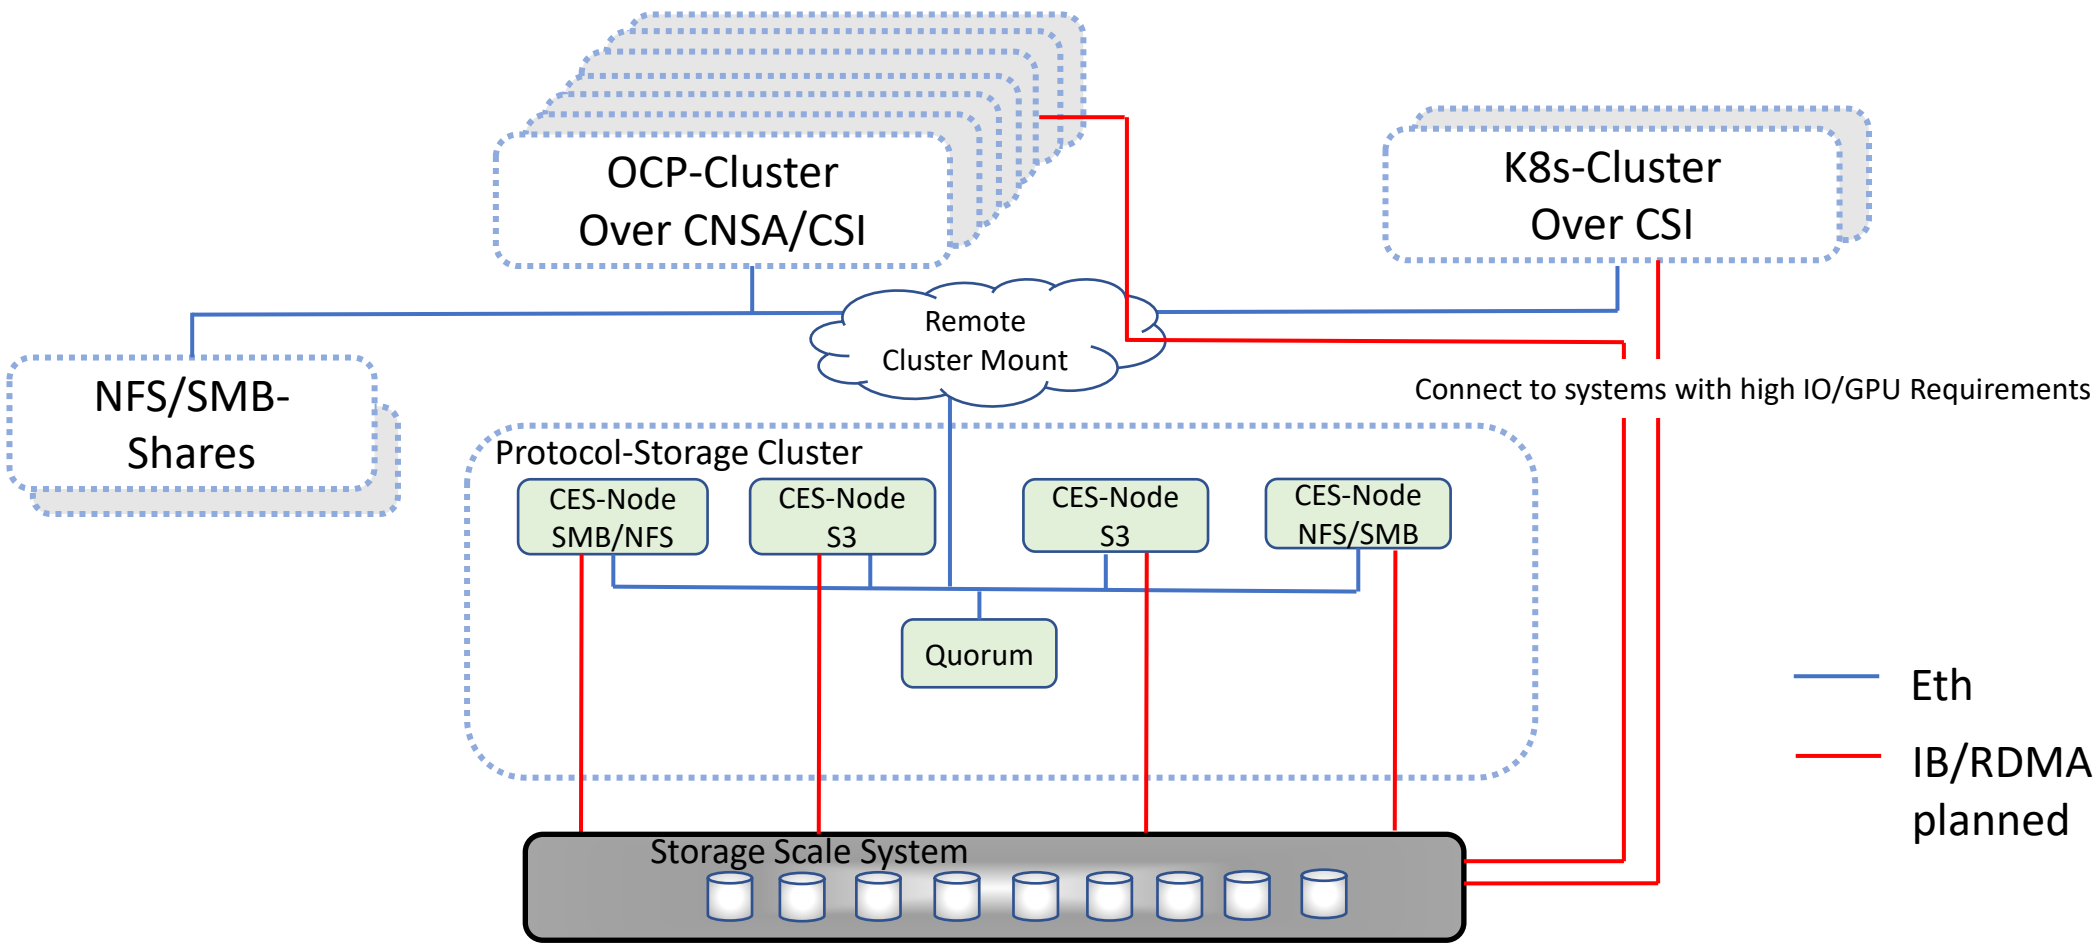 OCP-Cluster
Over CNSA/CSI
K8s-Cluster
Over CSI
Remote
Cluster Mount
NFS/SMB-
Shares
Connect to systems with high IO/GPU Requirements
Protocol-Storage Cluster
CES-Node
SMB/NFS
CES-Node
S3
CES-Node
S3
CES-Node
NFS/SMB
Quorum
Eth
IB/RDMA
planned
Storage Scale System